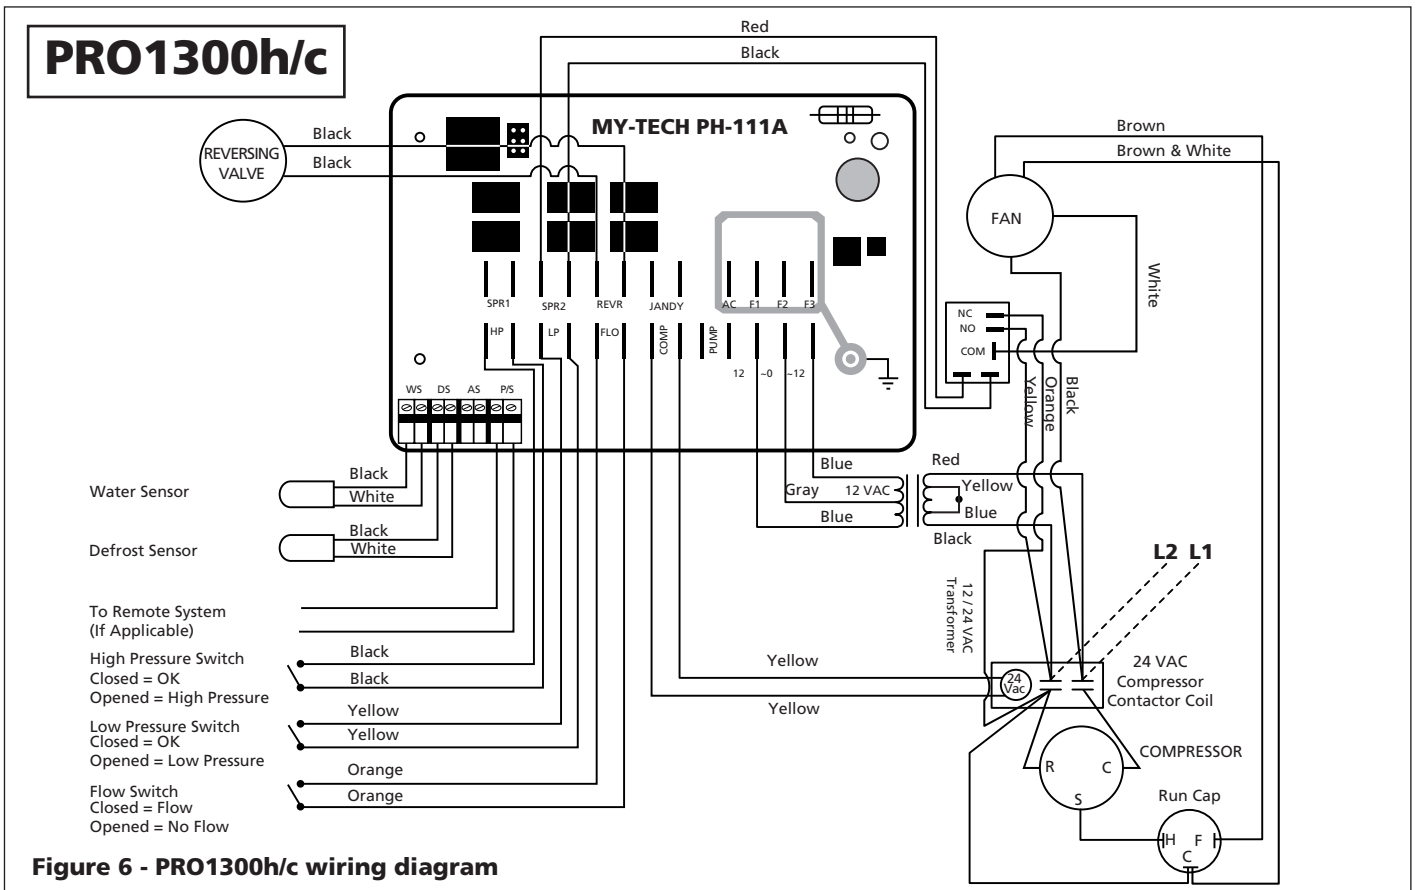 PRO1300h/c
Red
Black
MY-TECH PH-111A
REVERSING
VALVE
Black
Black
Brown
Brown & White
FAN
White
SPR1
SPR2
REVR
JANDY
AC
F1
F2
F3
HP
LP
FLO
COMP
PUMP
12
~0
~12
NC
NO
COM
Yellow
Orange
Black
WS
DS
AS
P/S
Water Sensor
Black
White
Defrost Sensor
Black
White
Blue
Gray
12 VAC
Blue
Red
Yellow
Blue
Black
12 / 24 VAC
Transformer
L2 L1
To Remote System
(If Applicable)
High Pressure Switch
Closed = OK
Opened = High Pressure
Black
Black
Low Pressure Switch
Closed = OK
Opened = Low Pressure
Yellow
Yellow
Flow Switch
Closed = Flow
Opened = No Flow
Orange
Orange
Yellow
Yellow
24
Vac
24 VAC
Compressor
Contactor Coil
COMPRESSOR
R
C
S
Run Cap
H
F
C
Figure 6 - PRO1300h/c wiring diagram